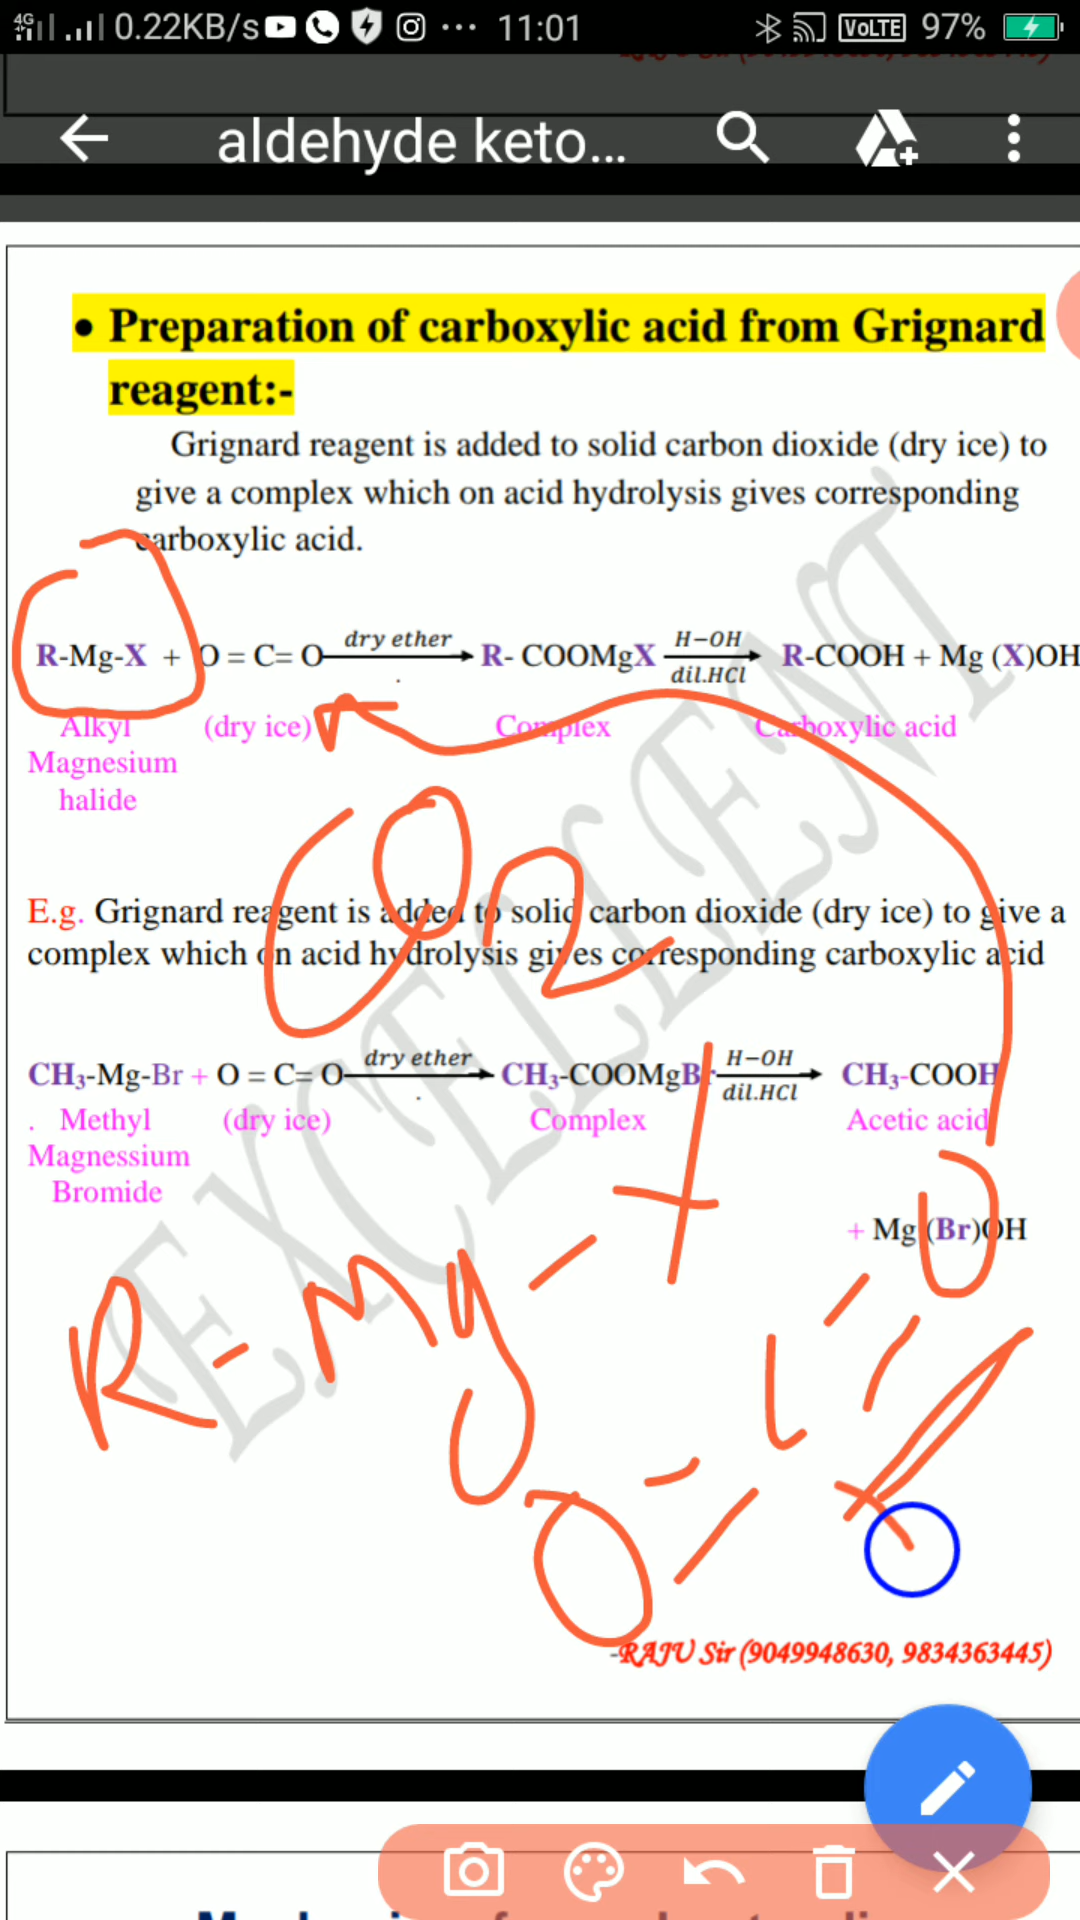 4G 0.22KB/s ... 11:01 VoLTE 97%
aldehyde keto...
• Preparation of carboxylic acid from Grignard
reagent:-
Grignard reagent is added to solid carbon dioxide (dry ice) to
give a complex which on acid hydrolysis gives corresponding
carboxylic acid.
R-Mg-X + O = C= O dry ether R- COOMgX H-OH dil.HCl R-COOH + Mg (X)OH
Alkyl (dry ice) Complex Carboxylic acid
Magnesium
halide
CO2
E.g. Grignard reagent is added to solid carbon dioxide (dry ice) to give a
complex which on acid hydrolysis gives corresponding carboxylic acid
CH3-Mg-Br + O = C= O dry ether CH3-COOMgBr H-OH dil.HCl CH3-COOH
. Methyl (dry ice) Complex Acetic acid
Magnessium
Bromide
+ Mg (Br)OH
R-Mg-X
EXCELLENT
-RAJU Sir (9049948630, 9834363445)